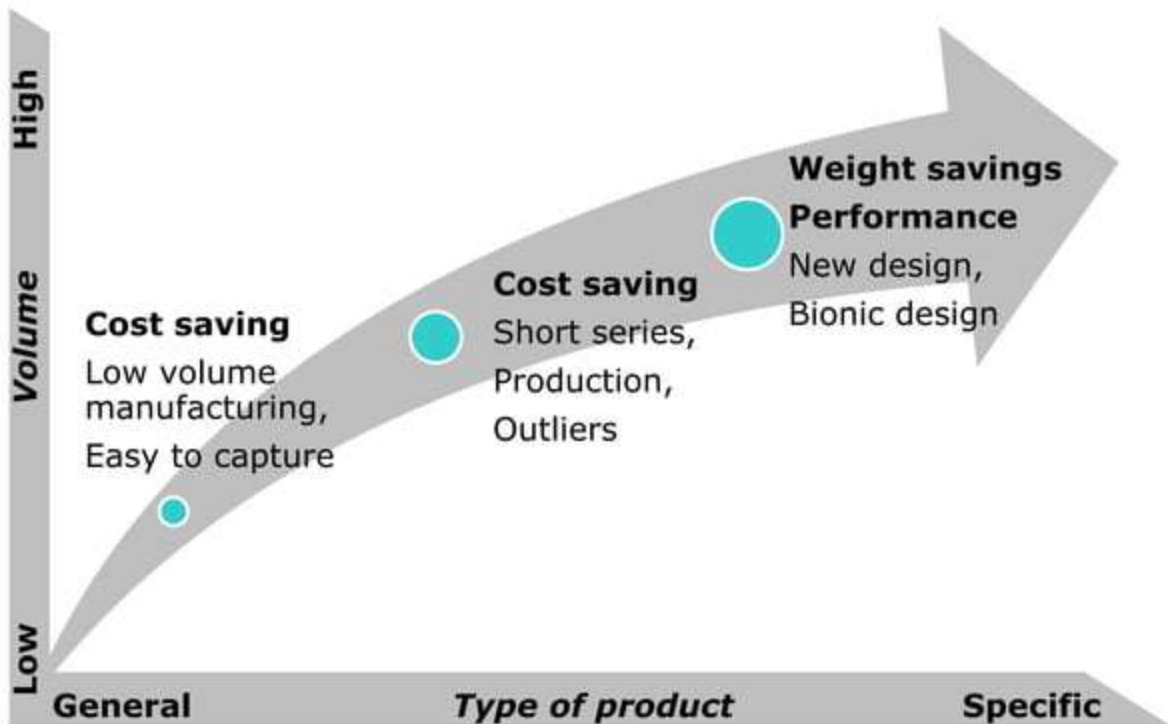 High
Volume
Low
Cost saving
Low volume
manufacturing,
Easy to capture
Cost saving
Short series,
Production,
Outliers
Weight savings
Performance
New design,
Bionic design
General
Type of product
Specific